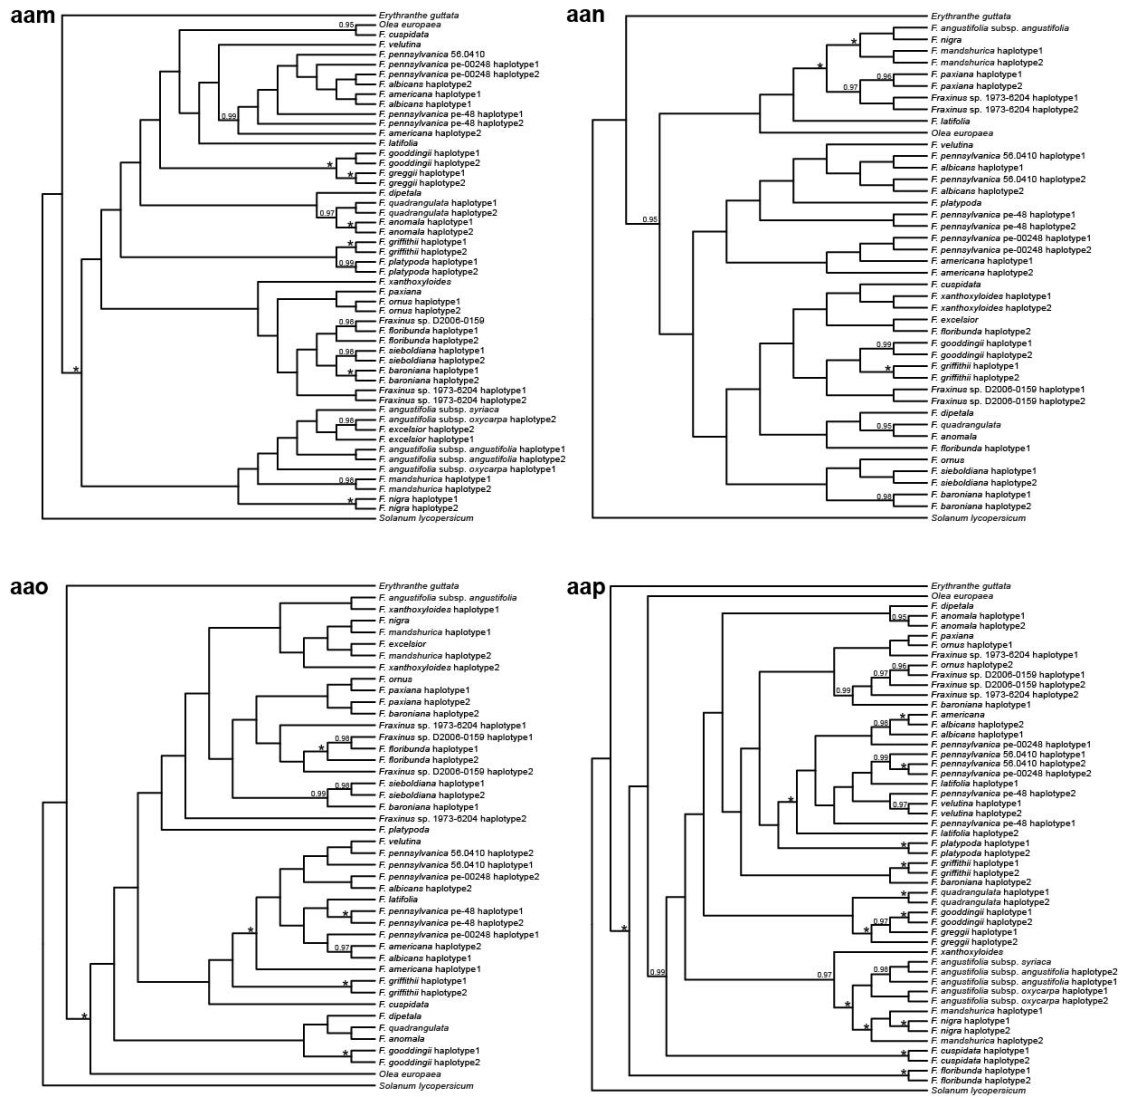 aam
Erythranthe guttata
0.95
Olea europaea
F. cuspidata
F. velutina
F. pennsylvanica 56.0410
F. pennsylvanica pe-00248 haplotype1
F. pennsylvanica pe-00248 haplotype2
F. albicans haplotype2
F. americana haplotype1
F. albicans haplotype1
F. pennsylvanica pe-48 haplotype1
0.99
F. pennsylvanica pe-48 haplotype2
F. americana haplotype2
F. latifolia
F. gooddingii haplotype1
* F. gooddingii haplotype2
* F. greggii haplotype1
F. greggii haplotype2
F. dipetala
F. quadrangulata haplotype1
0.97
F. quadrangulata haplotype2
* F. anomala haplotype1
F. anomala haplotype2
* F. griffithii haplotype1
F. griffithii haplotype2
F. platypoda haplotype1
0.99
F. platypoda haplotype2
F. xanthoxyloides
F. paxiana
F. ornus haplotype1
F. ornus haplotype2
0.98
Fraxinus sp. D2006-0159
F. floribunda haplotype1
F. floribunda haplotype2
0.98
F. sieboldiana haplotype1
F. sieboldiana haplotype2
* F. baroniana haplotype1
*
F. baroniana haplotype2
Fraxinus sp. 1973-6204 haplotype1
Fraxinus sp. 1973-6204 haplotype2
F. angustifolia subsp. syriaca
0.98
F. angustifolia subsp. oxycarpa haplotype2
F. excelsior haplotype2
F. excelsior haplotype1
F. angustifolia subsp. angustifolia haplotype1
F. angustifolia subsp. angustifolia haplotype2
F. angustifolia subsp. oxycarpa haplotype1
0.98
F. mandshurica haplotype1
F. mandshurica haplotype2
* F. nigra haplotype1
F. nigra haplotype2
Solanum lycopersicum
aan
Erythranthe guttata
F. angustifolia subsp. angustifolia
* F. nigra
F. mandshurica haplotype1
* F. mandshurica haplotype2
0.96
F. paxiana haplotype1
0.97
F. paxiana haplotype2
Fraxinus sp. 1973-6204 haplotype1
Fraxinus sp. 1973-6204 haplotype2
F. latifolia
Olea europaea
F. velutina
F. pennsylvanica 56.0410 haplotype1
F. albicans haplotype1
F. pennsylvanica 56.0410 haplotype2
F. albicans haplotype2
F. platypoda
F. pennsylvanica pe-48 haplotype1
0.95
F. pennsylvanica pe-48 haplotype2
F. pennsylvanica pe-00248 haplotype1
F. pennsylvanica pe-00248 haplotype2
F. americana haplotype1
F. americana haplotype2
F. cuspidata
F. xanthoxyloides haplotype1
F. xanthoxyloides haplotype2
F. excelsior
F. floribunda haplotype2
0.99
F. gooddingii haplotype1
F. gooddingii haplotype2
* F. griffithii haplotype1
F. griffithii haplotype2
Fraxinus sp. D2006-0159 haplotype1
Fraxinus sp. D2006-0159 haplotype2
F. dipetala
0.95
F. quadrangulata
F. anomala
F. floribunda haplotype1
F. ornus
F. sieboldiana haplotype1
F. sieboldiana haplotype2
0.98
F. baroniana haplotype1
F. baroniana haplotype2
Solanum lycopersicum
aao
Erythranthe guttata
F. angustifolia subsp. angustifolia
F. xanthoxyloides haplotype1
F. nigra
F. mandshurica haplotype1
F. excelsior
F. mandshurica haplotype2
F. xanthoxyloides haplotype2
F. ornus
F. paxiana haplotype1
F. paxiana haplotype2
F. baroniana haplotype2
Fraxinus sp. 1973-6204 haplotype1
0.98
Fraxinus sp. D2006-0159 haplotype1
* F. floribunda haplotype1
F. floribunda haplotype2
Fraxinus sp. D2006-0159 haplotype2
0.98
F. sieboldiana haplotype1
0.99
F. sieboldiana haplotype2
F. baroniana haplotype1
Fraxinus sp. 1973-6204 haplotype2
F. platypoda
F. velutina
F. pennsylvanica 56.0410 haplotype2
F. pennsylvanica 56.0410 haplotype1
F. pennsylvanica pe-00248 haplotype2
F. albicans haplotype2
F. latifolia
* F. pennsylvanica pe-48 haplotype1
F. pennsylvanica pe-48 haplotype2
* F. pennsylvanica pe-00248 haplotype1
0.97
F. americana haplotype2
F. albicans haplotype1
F. americana haplotype1
* F. griffithii haplotype1
F. griffithii haplotype2
F. cuspidata
* F. dipetala
F. quadrangulata
F. anomala
* F. gooddingii haplotype1
F. gooddingii haplotype2
Olea europaea
Solanum lycopersicum
aap
Erythranthe guttata
Olea europaea
F. dipetala
0.95
F. anomala haplotype1
F. anomala haplotype2
F. paxiana
F. ornus haplotype1
Fraxinus sp. 1973-6204 haplotype1
0.96
F. ornus haplotype2
0.97
Fraxinus sp. D2006-0159 haplotype1
Fraxinus sp. D2006-0159 haplotype2
0.99
Fraxinus sp. 1973-6204 haplotype2
F. baroniana haplotype1
* F. americana
0.98
F. albicans haplotype2
F. albicans haplotype1
F. pennsylvanica pe-00248 haplotype1
0.99
F. pennsylvanica 56.0410 haplotype1
* F. pennsylvanica 56.0410 haplotype2
F. pennsylvanica pe-00248 haplotype2
F. latifolia haplotype1
* F. pennsylvanica pe-48 haplotype2
0.97
F. velutina haplotype1
F. velutina haplotype2
F. pennsylvanica pe-48 haplotype1
F. latifolia haplotype2
* F. platypoda haplotype1
F. platypoda haplotype2
* F. griffithii haplotype1
F. griffithii haplotype2
F. baroniana haplotype2
* F. quadrangulata haplotype1
F. quadrangulata haplotype2
* F. gooddingii haplotype1
0.97
F. gooddingii haplotype2
* F. greggii haplotype1
*
F. greggii haplotype2
F. xanthoxyloides
F. angustifolia subsp. syriaca
0.98
0.99
0.97
F. angustifolia subsp. angustifolia haplotype2
F. angustifolia subsp. angustifolia haplotype1
F. angustifolia subsp. oxycarpa haplotype1
F. angustifolia subsp. oxycarpa haplotype2
* F. mandshurica haplotype1
* F. nigra haplotype1
* F. nigra haplotype2
F. mandshurica haplotype2
* F. cuspidata haplotype1
F. cuspidata haplotype2
* F. floribunda haplotype1
F. floribunda haplotype2
Solanum lycopersicum